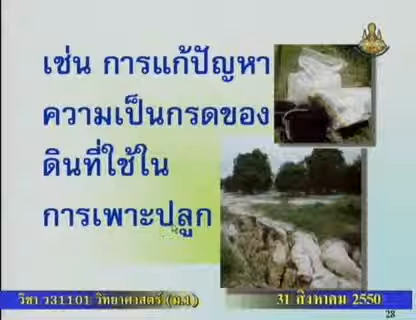 เช่น การแก้ปัญหา
ความเป็นกรดของ
ดินที่ใช้ใน
การเพาะปลูก
วิชา ว31101 วิทยาศาสตร์ (ม.1)
31 สิงหาคม 2550
28